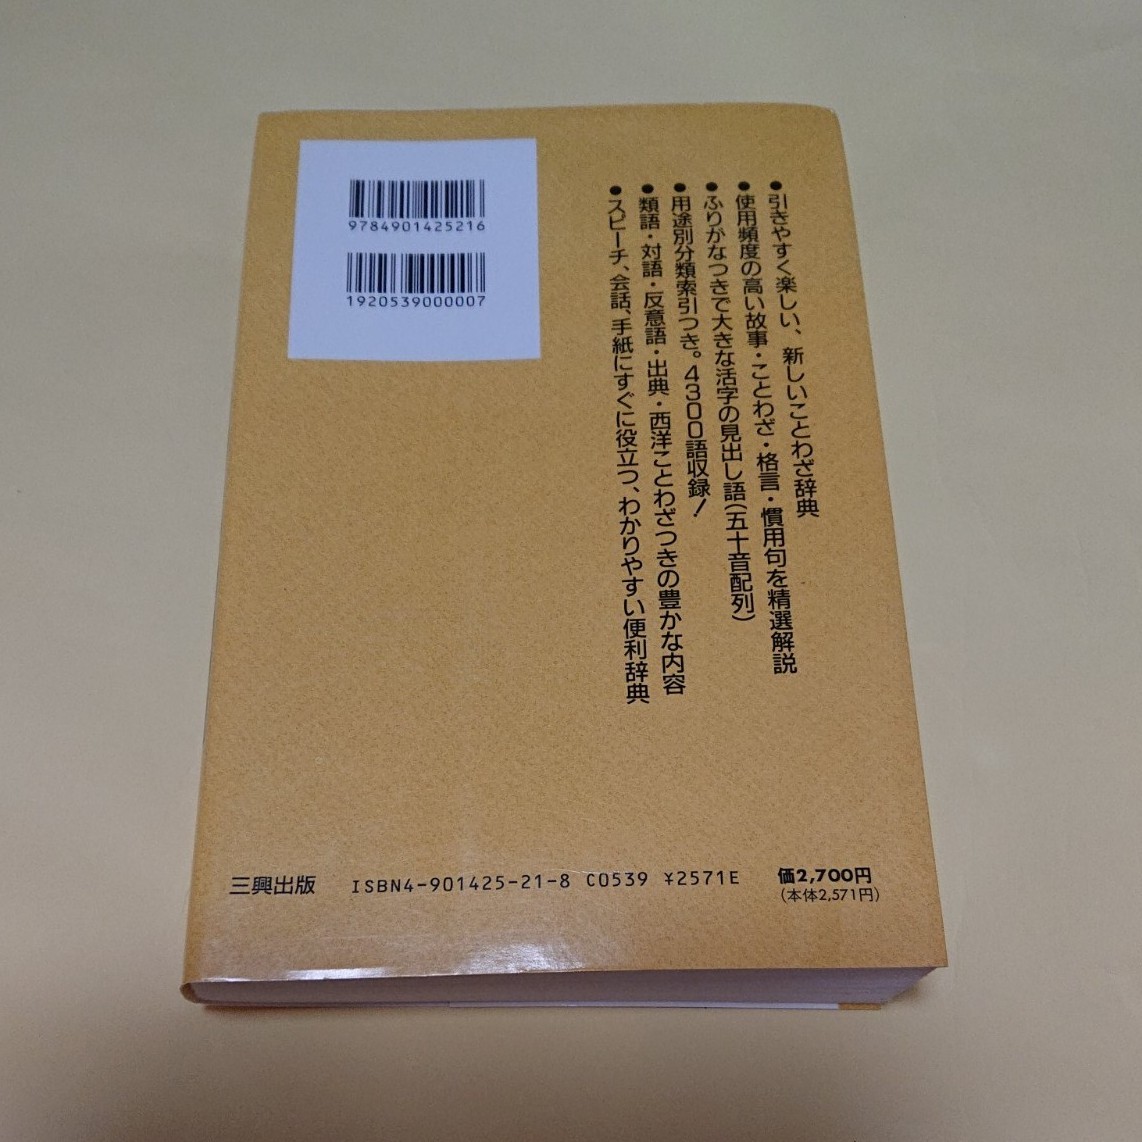 ●引きやすく楽しい、新しいことわざ辞典
●使用頻度の高い故事・ことわざ・格言・慣用句を精選解説
●ふりがなつきで大きな活字の見出し語(五十音配列)
●用途別分類索引つき。4300語収録!
●類語・対語・反意語・出典・西洋ことわざつきの豊かな内容
●スピーチ、会話、手紙にすぐに役立つ、わかりやすい便利辞典
9784901425216
1920539000007
三興出版 ISBN4-901425-21-8 C0539 ¥2571E 価2,700円
(本体2,571円)